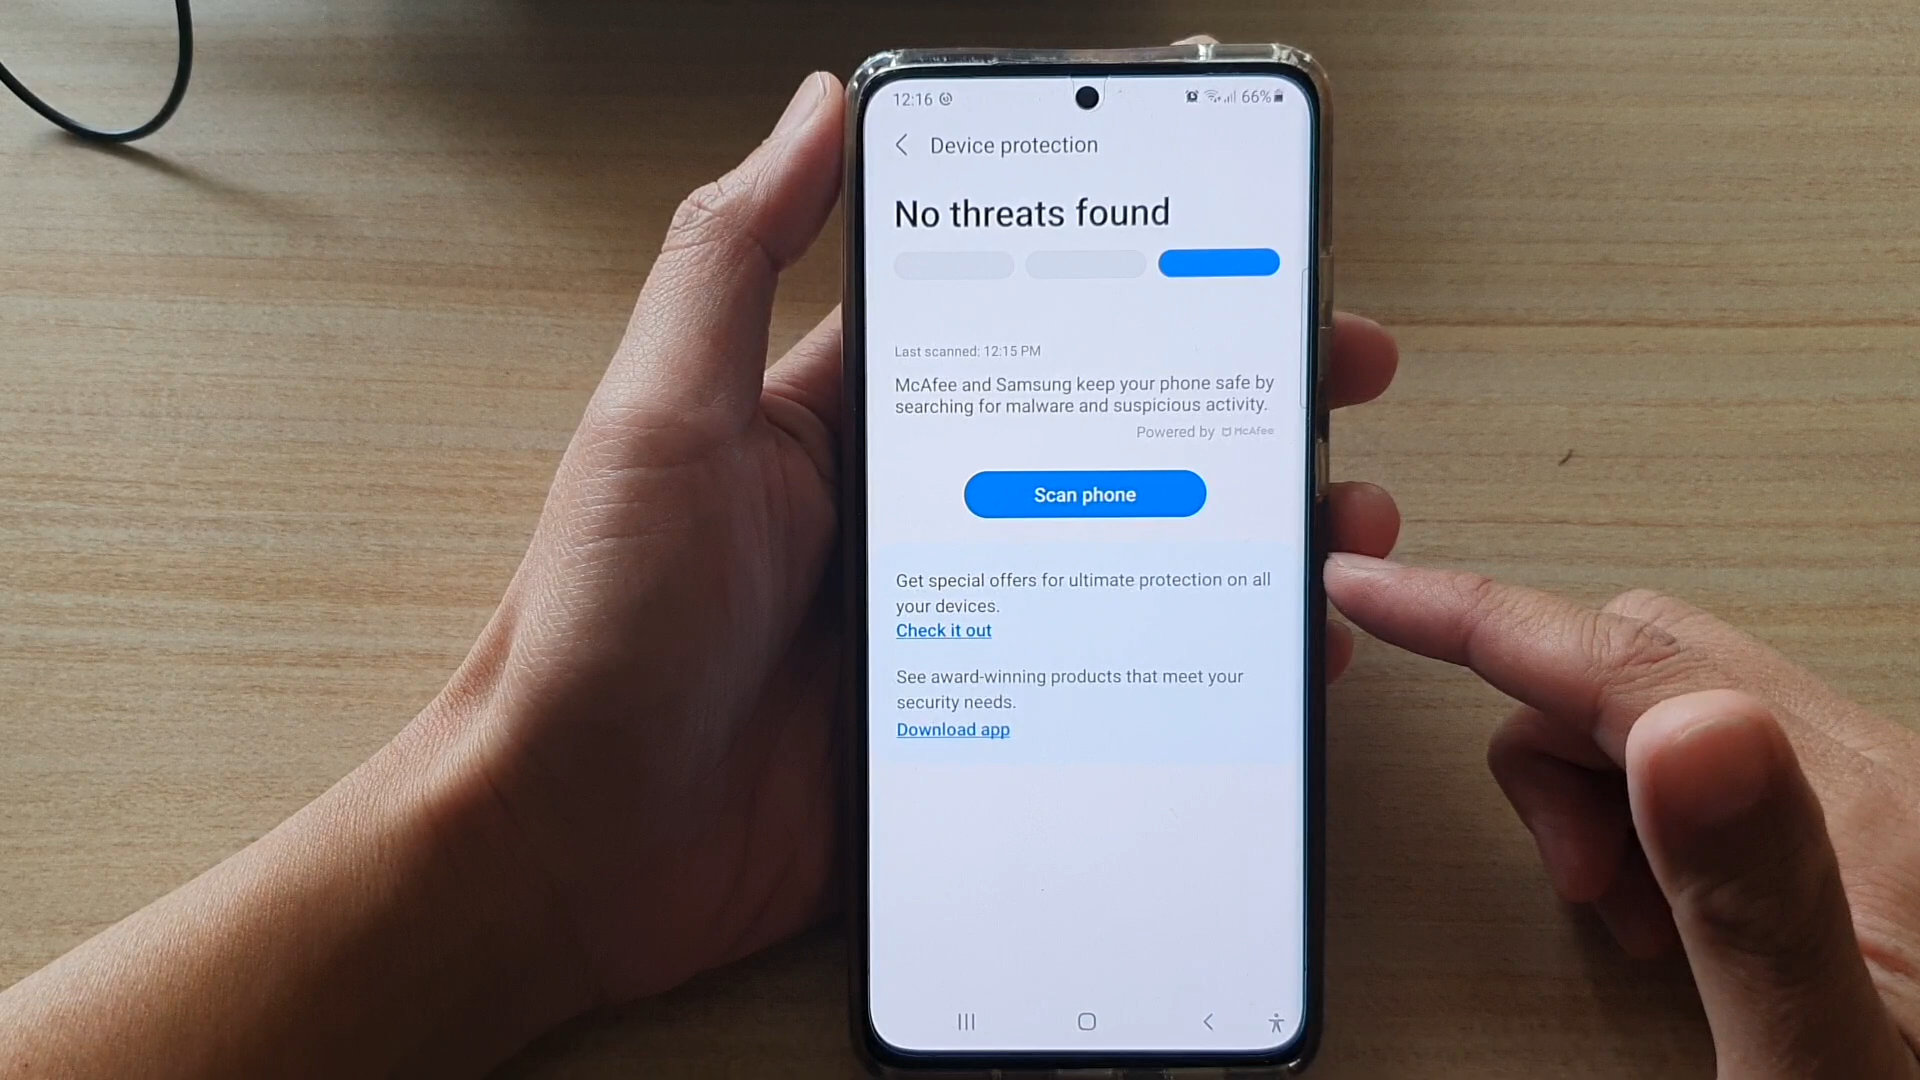 12:16
66%
Device protection
No threats found
Last scanned: 12:15 PM
McAfee and Samsung keep your phone safe by
searching for malware and suspicious activity.
Powered by McAfee
Scan phone
Get special offers for ultimate protection on all
your devices.
Check it out
See award-winning products that meet your
security needs.
Download app